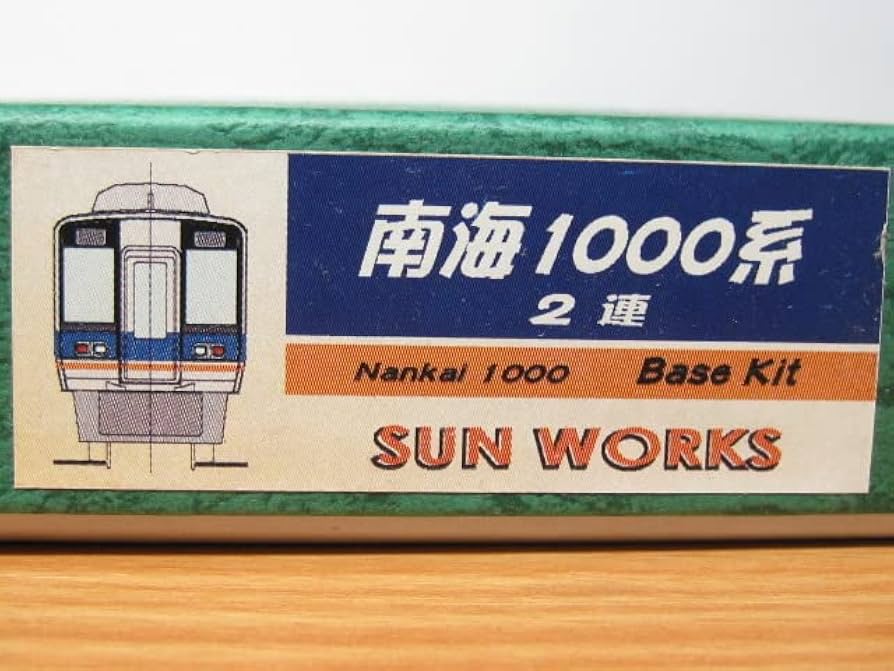 南海1000系
2連
Nankai 1000 Base Kit
SUN WORKS